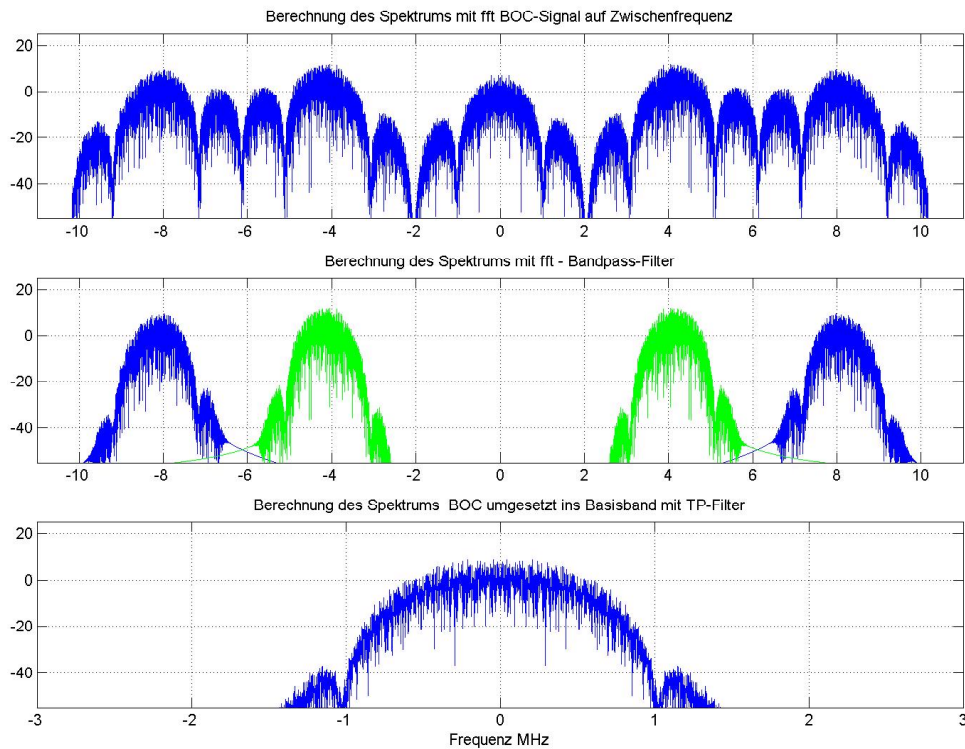 Berechnung des Spektrums mit fft BOC-Signal auf Zwischenfrequenz
20
0
-20
-40
-10 -8 -6 -4 -2 0 2 4 6 8 10
Berechnung des Spektrums mit fft - Bandpass-Filter
20
0
-20
-40
-10 -8 -6 -4 -2 0 2 4 6 8 10
Berechnung des Spektrums BOC umgesetzt ins Basisband mit TP-Filter
20
0
-20
-40
-3 -2 -1 0 1 2 3
Frequenz MHz